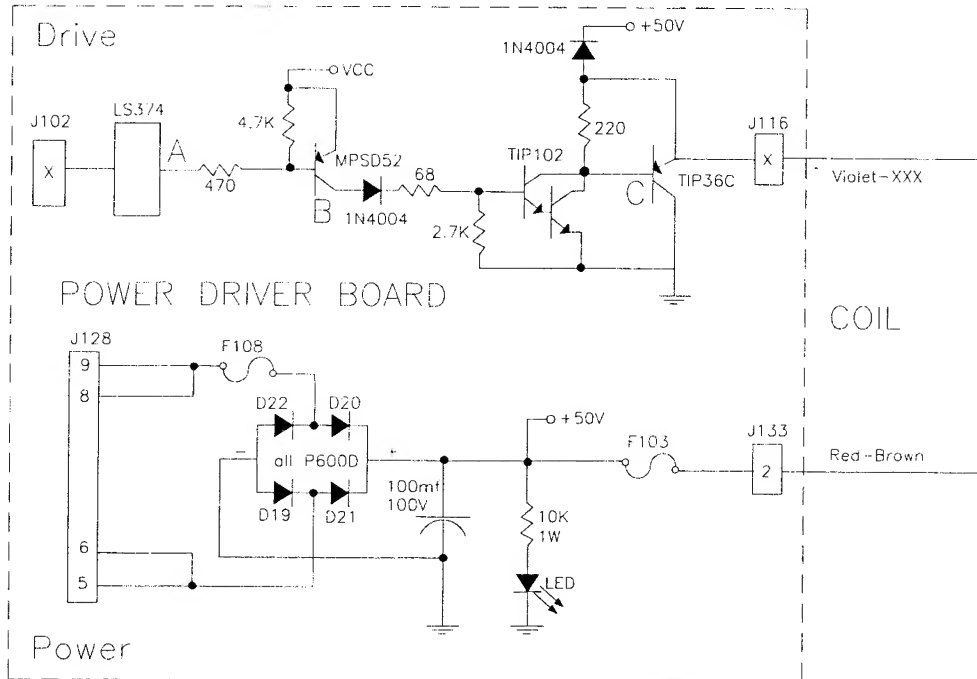 Drive
+50V
1N4004
VCC
LS374
J102
4.7K
220
J116
A
MPSD52
TIP102
X
470
68
C
TIP36C
X
Violet-XXX
B
1N4004
2.7K
POWER DRIVER BOARD
COIL
J128
F108
9
8
D22
D20
+50V
F103
J133
-
all P600D
+
Red-Brown
2
100mf
100V
D19
D21
10K
1W
6
5
LED
Power